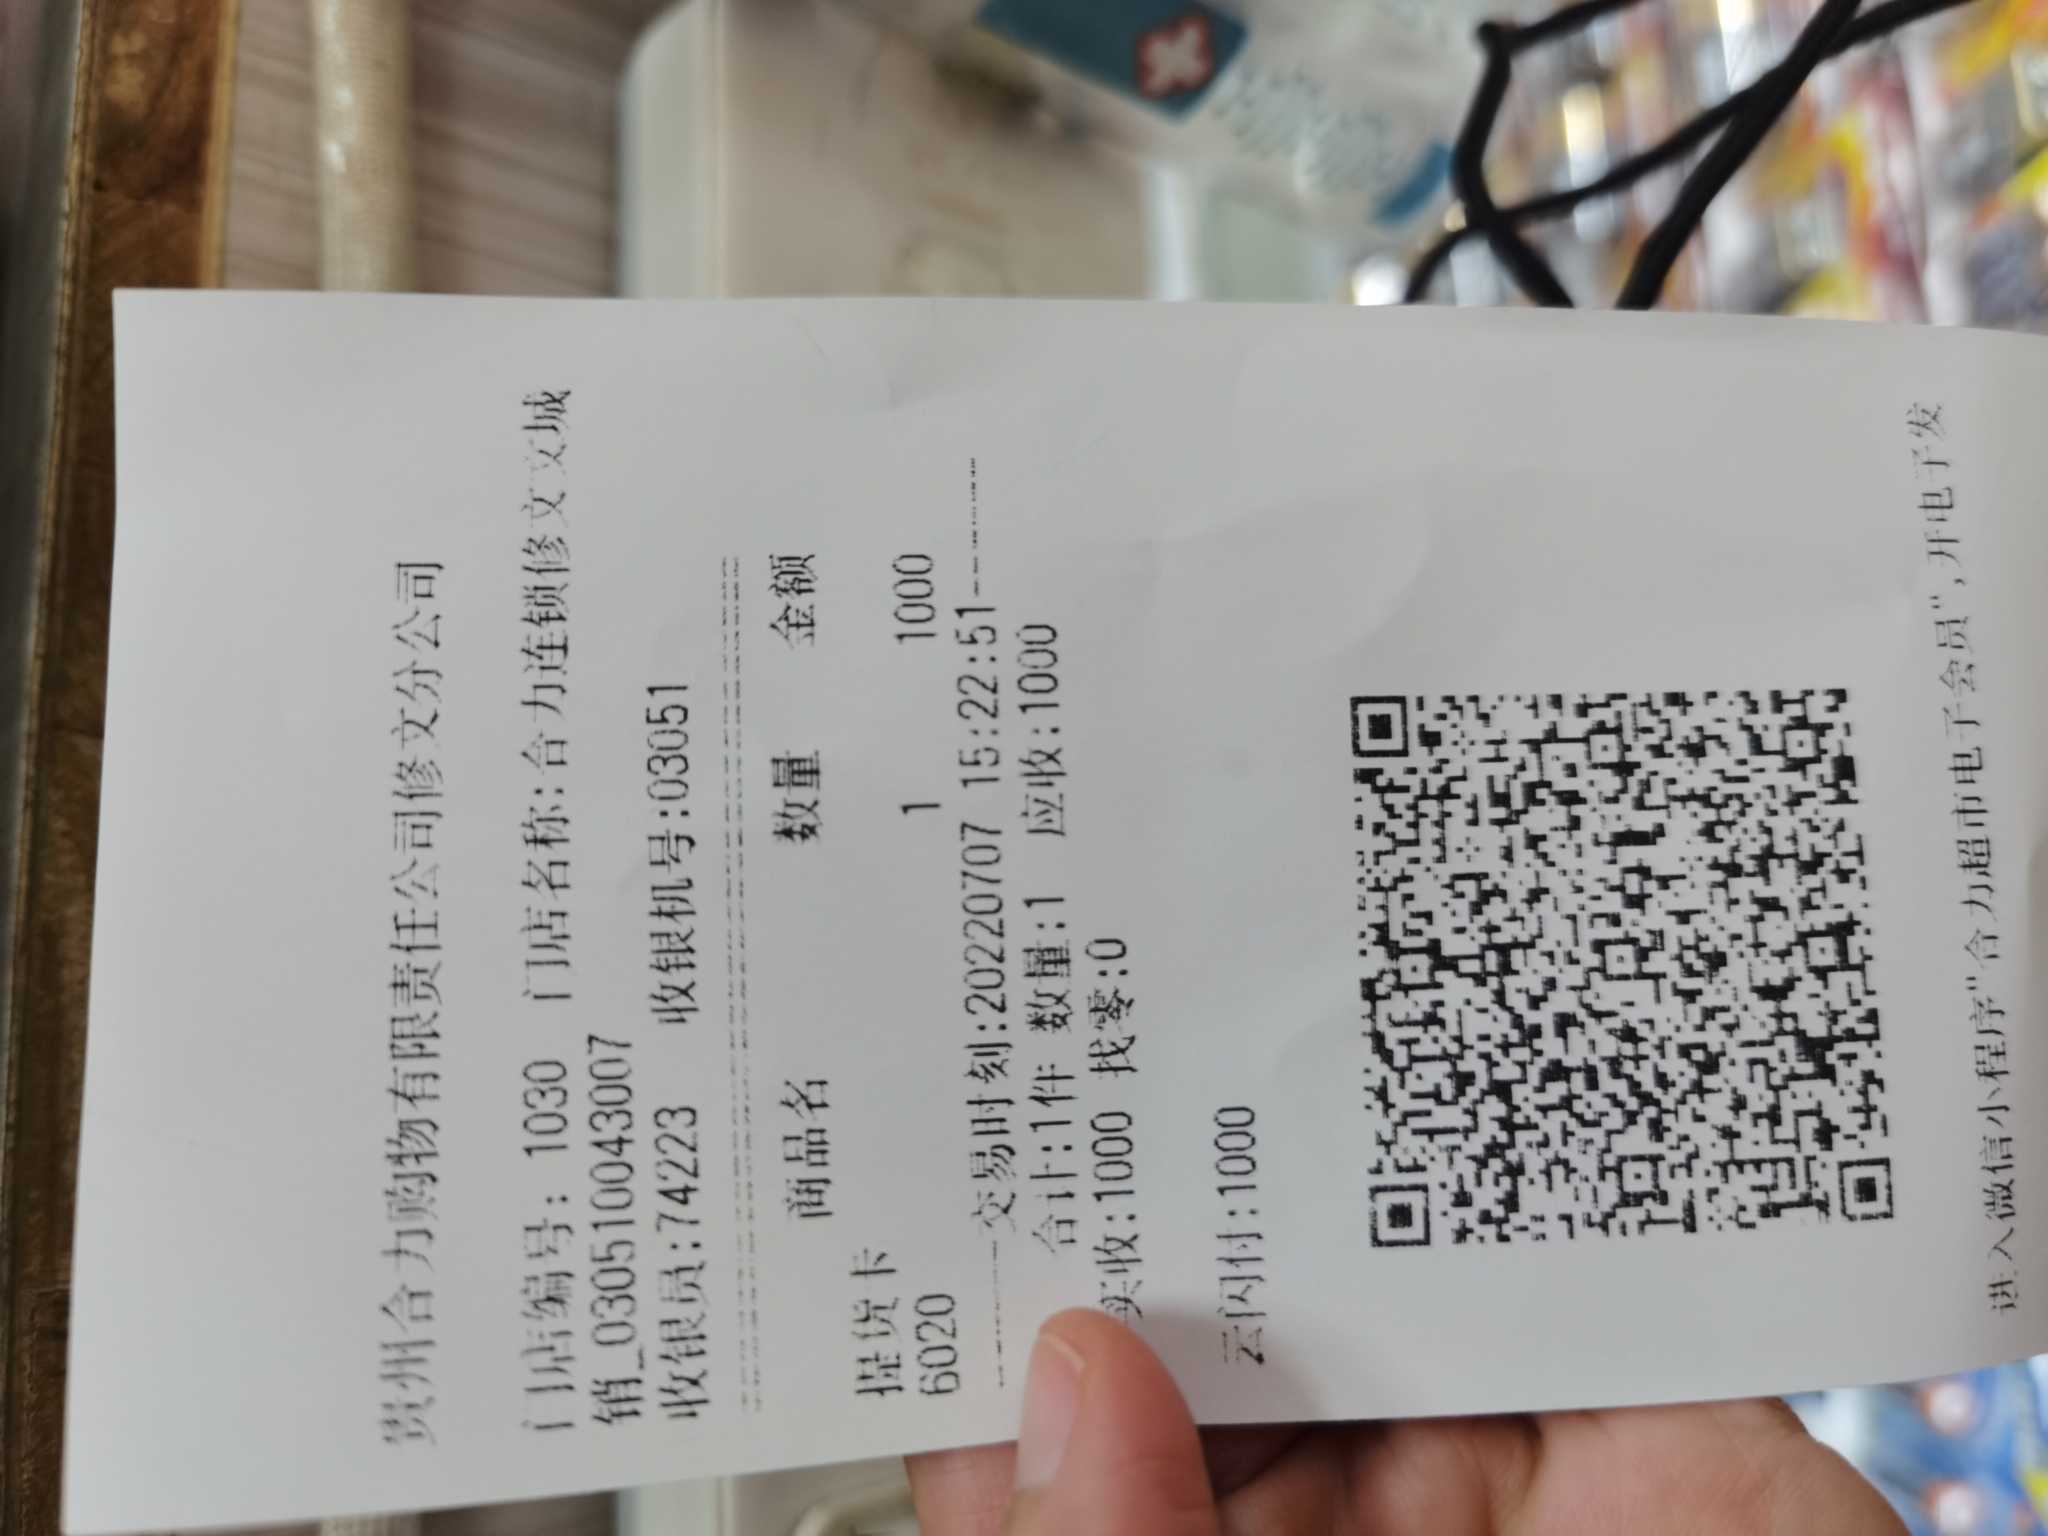 贵州合力购物有限责任公司修文分公司
门店编号: 1030 门店名称:合力连锁修文文城
销_03051004300​7
收银员:74223 收银机号:03051
商品名 数量 金额
提货卡
6020 1 1000
交易时刻:20220707 15:22:51
合计:1件 数量:1 应收:1000
实收:1000 找零:0
云闪付:1000
进入微信小程序"合力超市电子会员",开电子发